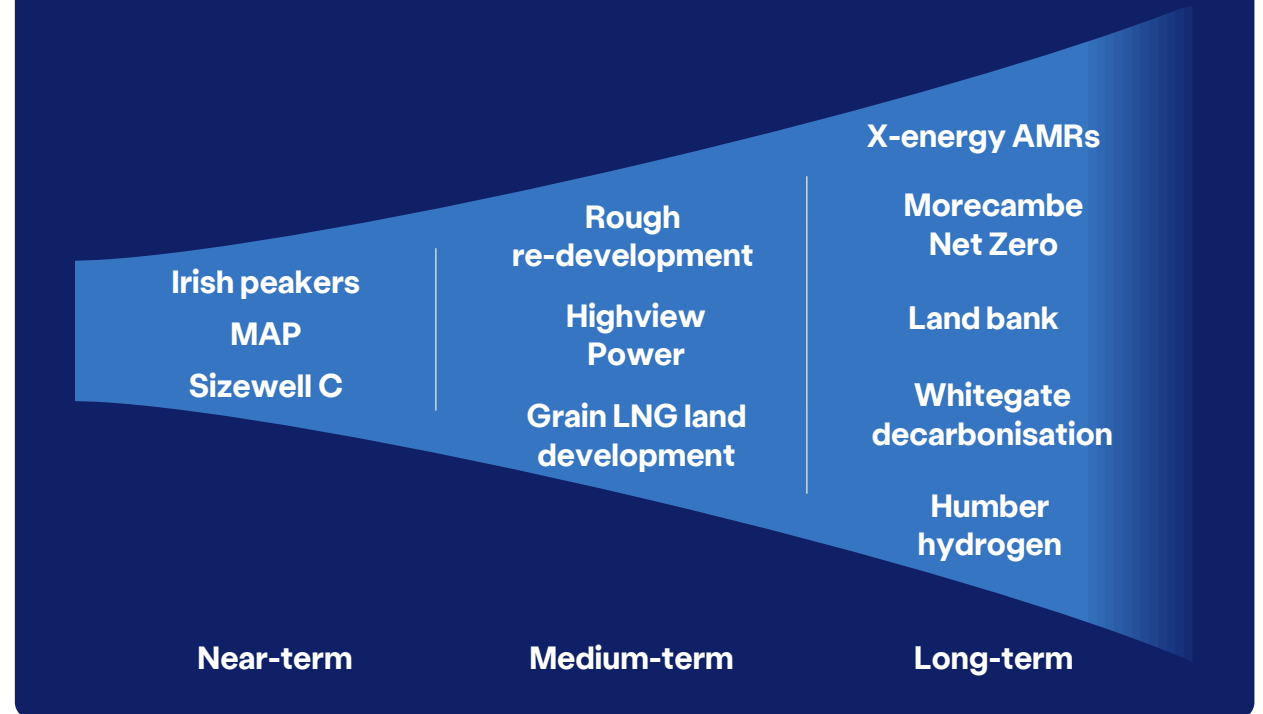 Irish peakers
MAP
Sizewell C
Rough
re-development
Highview
Power
Grain LNG land
development
X-energy AMRs
Morecambe
Net Zero
Land bank
Whitegate
decarbonisation
Humber
hydrogen
Near-term
Medium-term
Long-term